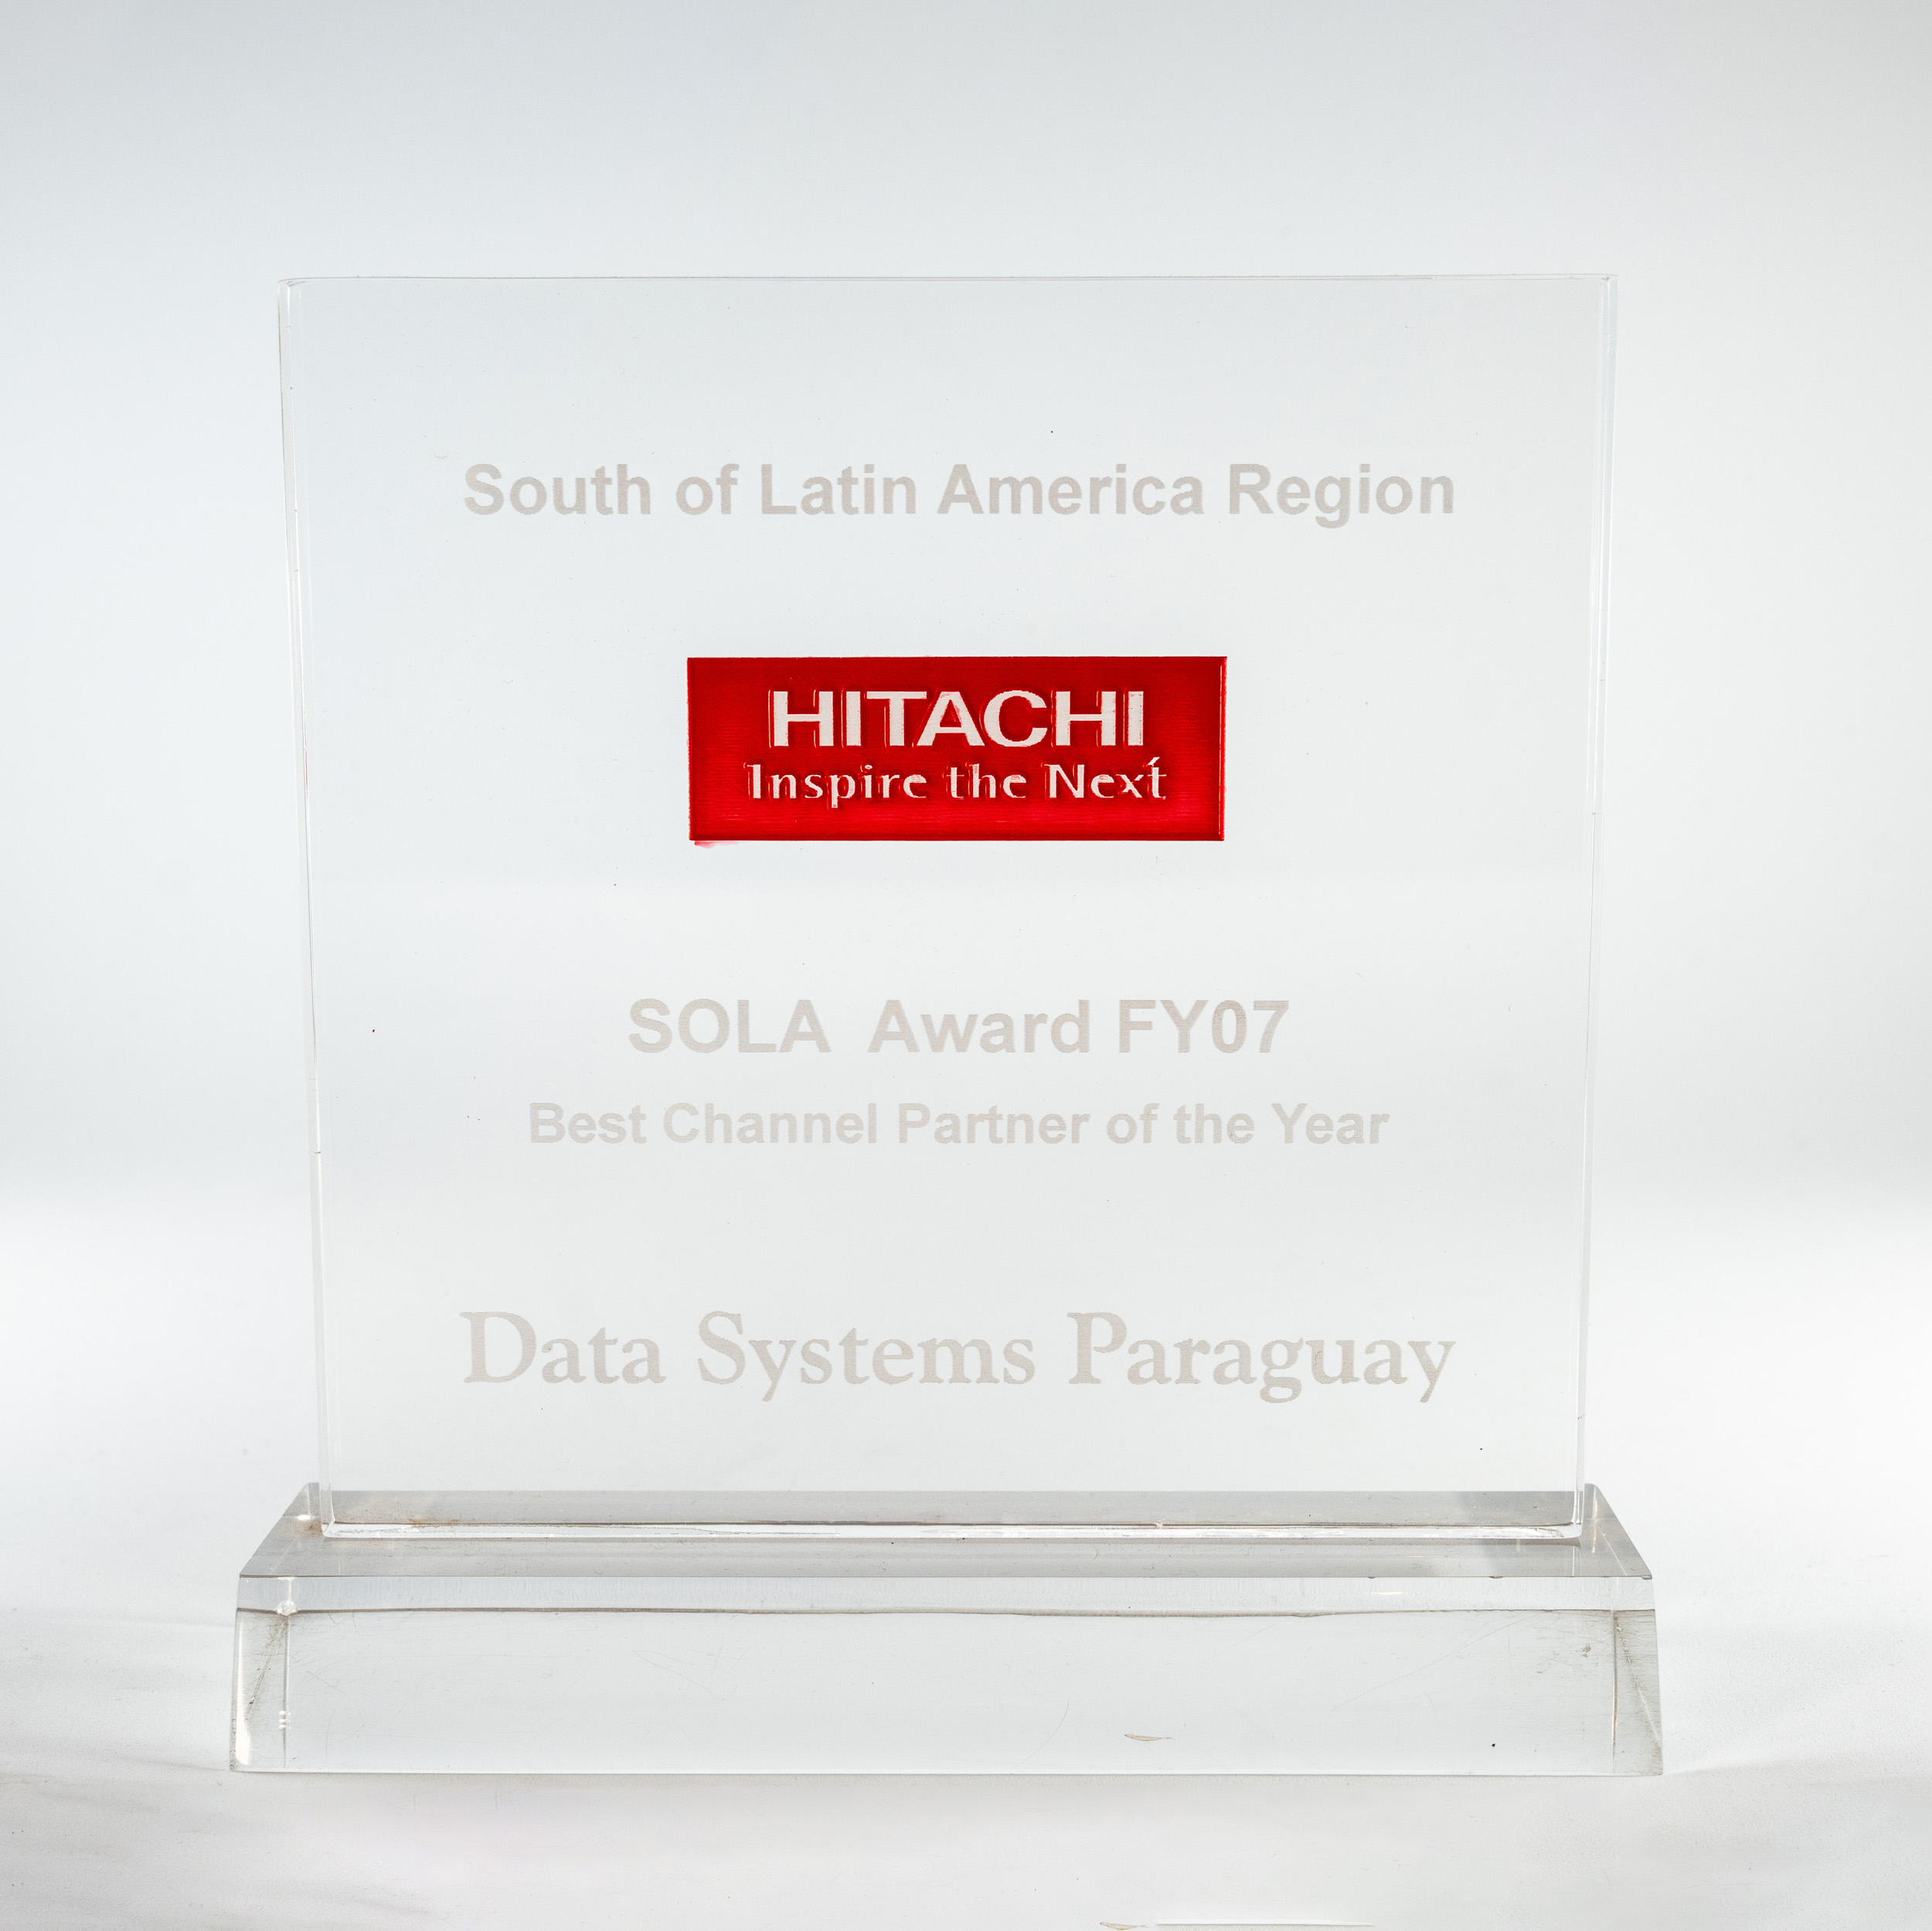 South of Latin America Region
HITACHI
Inspire the Next
SOLA Award FY07
Best Channel Partner of the Year
Data Systems Paraguay